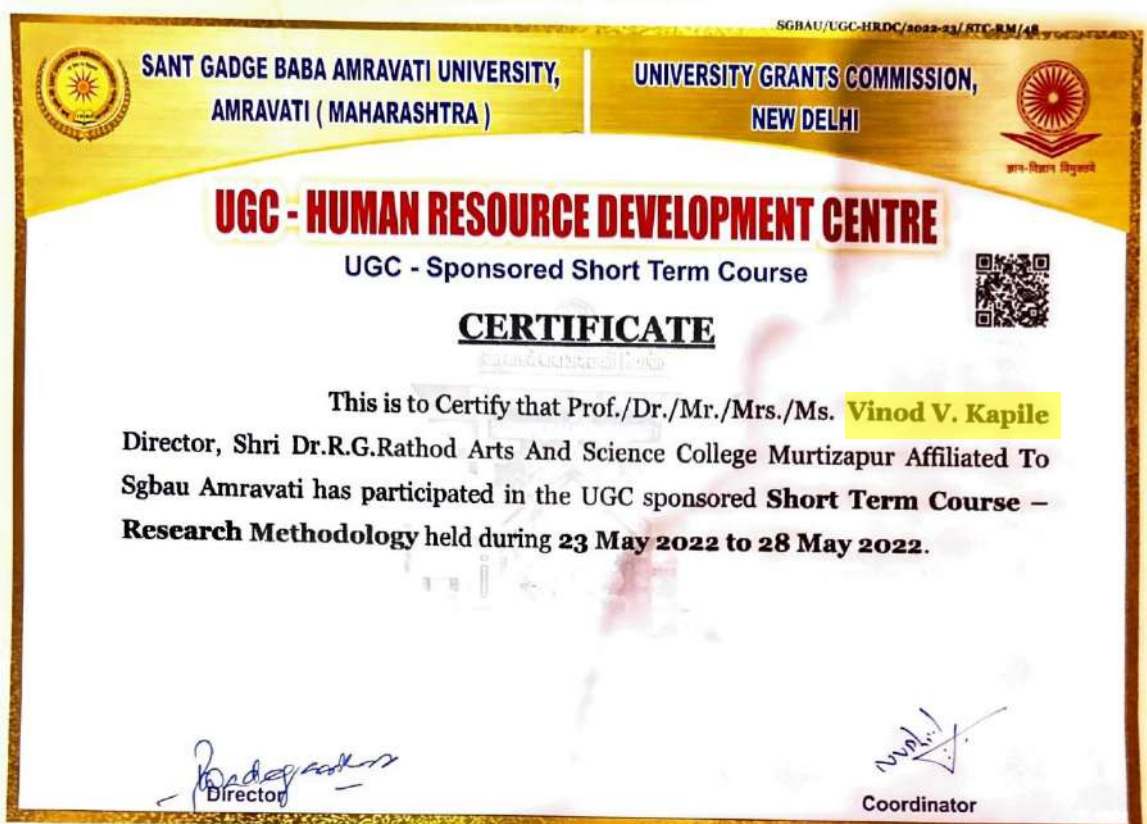 SGBAU/UGC-HRDC/2022-23/ STC-RM/48
SANT GADGE BABA AMRAVATI UNIVERSITY,
AMRAVATI ( MAHARASHTRA )
UNIVERSITY GRANTS COMMISSION,
NEW DELHI
ज्ञान-विज्ञान विमुक्तये
UGC - HUMAN RESOURCE DEVELOPMENT CENTRE
UGC - Sponsored Short Term Course
CERTIFICATE
This is to Certify that Prof./Dr./Mr./Mrs./Ms. Vinod V. Kapile
Director, Shri Dr.R.G.Rathod Arts And Science College Murtizapur Affiliated To
Sgbau Amravati has participated in the UGC sponsored Short Term Course –
Research Methodology held during 23 May 2022 to 28 May 2022.
Director
Coordinator